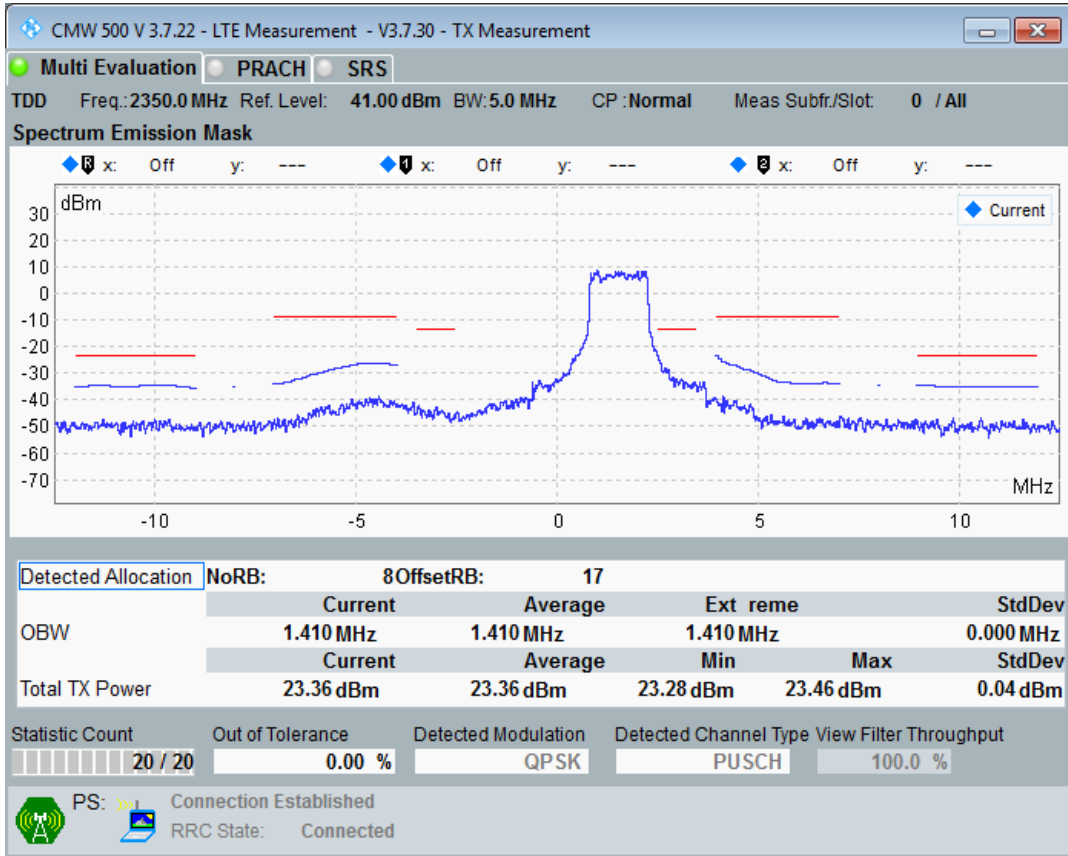 CMW 500 V 3.7.22 - LTE Measurement - V3.7.30 - TX Measurement
Multi Evaluation PRACH SRS
TDD Freq.: 2350.0 MHz Ref. Level: 41.00 dBm BW: 5.0 MHz CP : Normal Meas Subfr./Slot: 0 / All
Spectrum Emission Mask
R x: Off y: --- 1 x: Off y: --- 2 x: Off y: ---
dBm
Current
30
20
10
0
-10
-20
-30
-40
-50
-60
-70
MHz
-10 -5 0 5 10
Detected Allocation NoRB: 8 OffsetRB: 17
Current Average Ext reme StdDev
OBW 1.410 MHz 1.410 MHz 1.410 MHz 0.000 MHz
Current Average Min Max StdDev
Total TX Power 23.36 dBm 23.36 dBm 23.28 dBm 23.46 dBm 0.04 dBm
Statistic Count Out of Tolerance Detected Modulation Detected Channel Type View Filter Throughput
20 / 20 0.00 % QPSK PUSCH 100.0 %
PS: Connection Established
RRC State: Connected